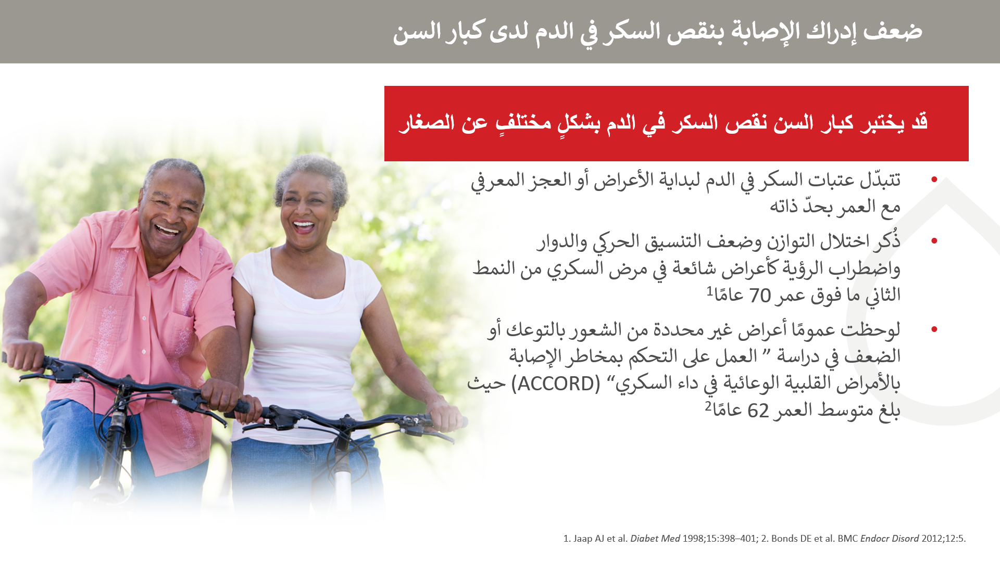 ضعف إدراك الإصابة بنقص السكر في الدم لدى كبار السن
قد يختبر كبار السن نقص السكر في الدم بشكلٍ مختلفٍ عن الصغار
• تتبدّل عتبات السكر في الدم لبداية الأعراض أو العجز المعرفي
مع العمر بحدّ ذاته
• ذُكر اختلال التوازن وضعف التنسيق الحركي والدوار
واضطراب الرؤية كأعراض شائعة في مرض السكري من النمط
الثاني ما فوق عمر 70 عامًا1
• لوحظت عمومًا أعراض غير محددة من الشعور بالتوعك أو
الضعف في دراسة ” العمل على التحكم بمخاطر الإصابة
بالأمراض القلبية الوعائية في داء السكري“ (ACCORD) حيث
بلغ متوسط العمر 62 عامًا2
1. Jaap AJ et al. Diabet Med 1998;15:398–401; 2. Bonds DE et al. BMC Endocr Disord 2012;12:5.